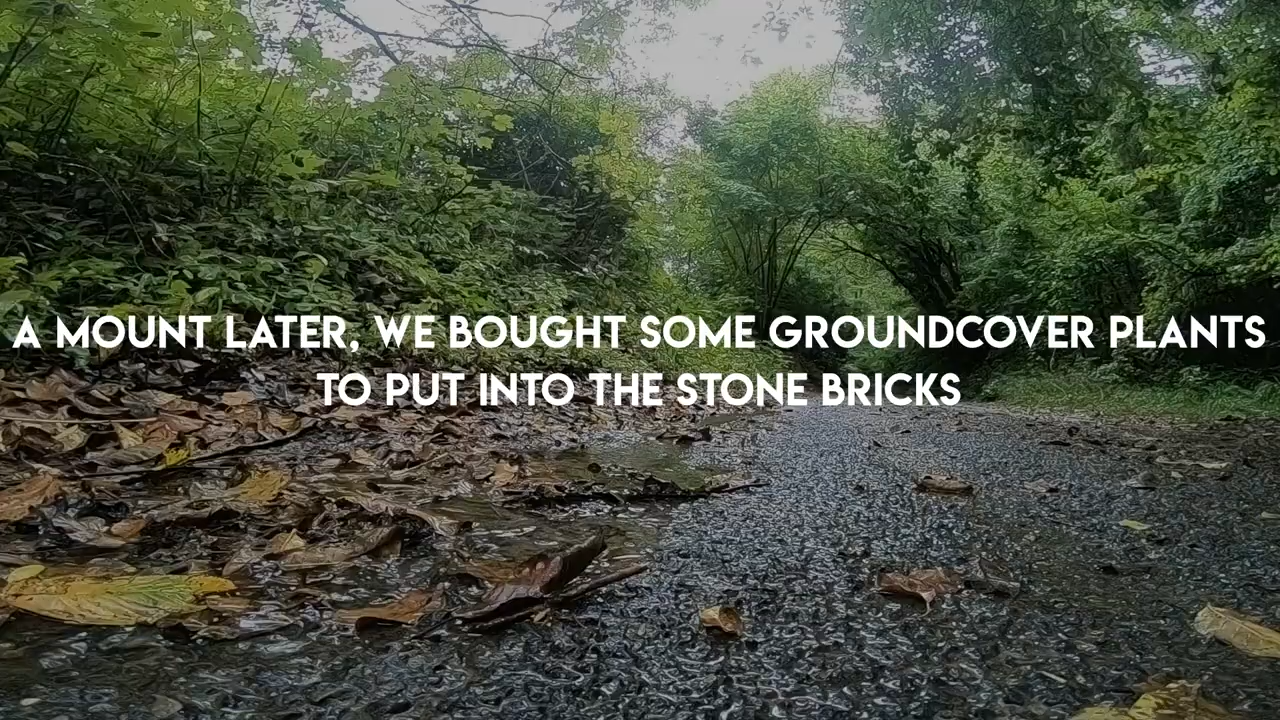 A MOUNT LATER, WE BOUGHT SOME GROUNDCOVER PLANTS
TO PUT INTO THE STONE BRICKS